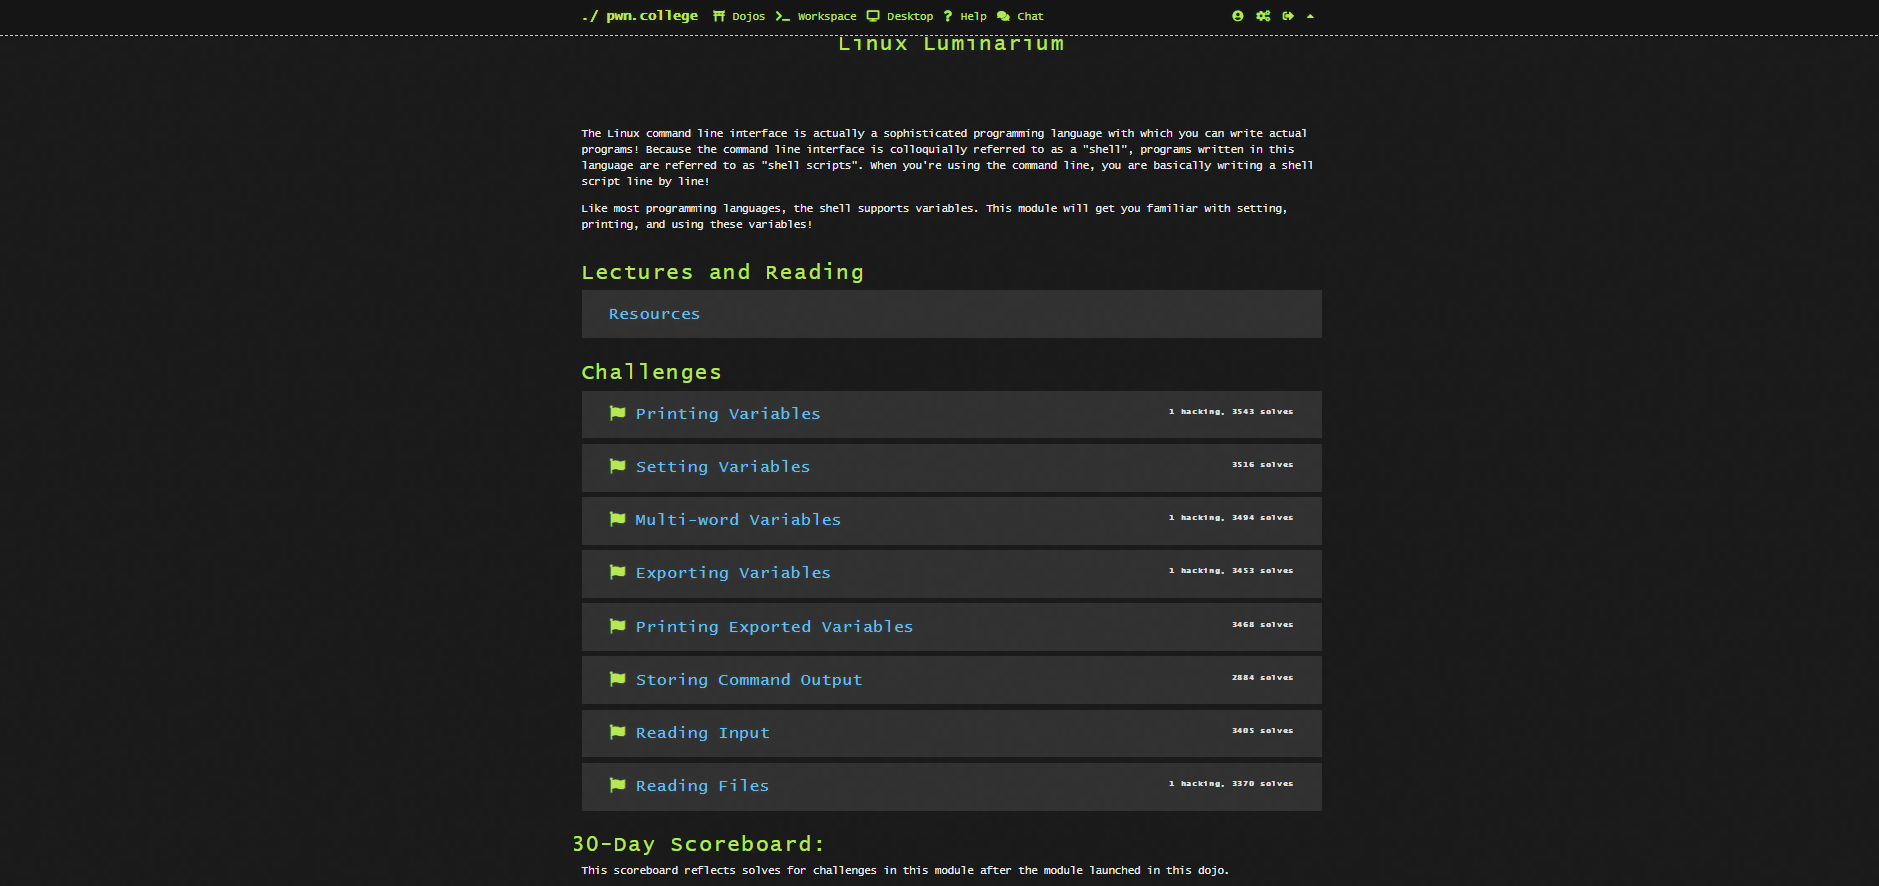 ./ pwn.college Dojos Workspace Desktop Help Chat
Linux Luminarium
The Linux command line interface is actually a sophisticated programming language with which you can write actual
programs! Because the command line interface is colloquially referred to as a "shell", programs written in this
language are referred to as "shell scripts". When you're using the command line, you are basically writing a shell
script line by line!
Like most programming languages, the shell supports variables. This module will get you familiar with setting,
printing, and using these variables!
Lectures and Reading
Resources
Challenges
Printing Variables 1 hacking, 3543 solves
Setting Variables 3516 solves
Multi-word Variables 1 hacking, 3494 solves
Exporting Variables 1 hacking, 3453 solves
Printing Exported Variables 3468 solves
Storing Command Output 2884 solves
Reading Input 3405 solves
Reading Files 1 hacking, 3370 solves
30-Day Scoreboard:
This scoreboard reflects solves for challenges in this module after the module launched in this dojo.